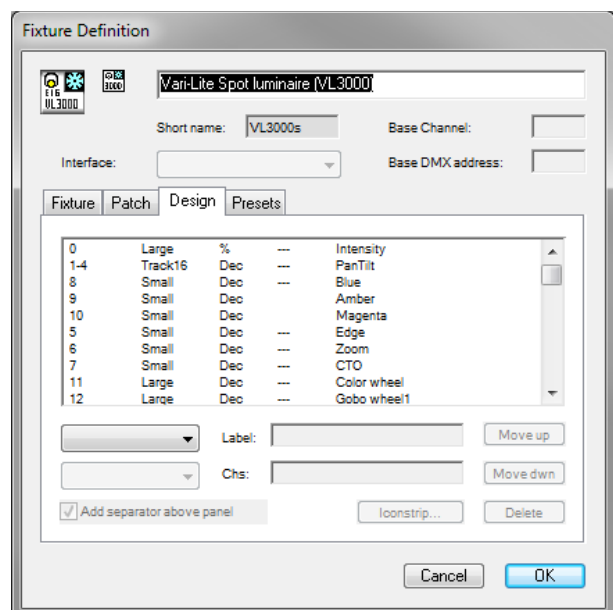 Fixture Definition
EIG
VL3000
3000
Vari-Lite Spot luminaire (VL3000)
Short name: VL3000s Base Channel:
Interface: Base DMX address:
Fixture Patch Design Presets
0 Large % --- Intensity
1-4 Track16 Dec --- PanTilt
8 Small Dec --- Blue
9 Small Dec Amber
10 Small Dec Magenta
5 Small Dec --- Edge
6 Small Dec --- Zoom
7 Small Dec --- CTO
11 Large Dec --- Color wheel
12 Large Dec --- Gobo wheel1
Label: Move up
Chs: Move dwn
Add separator above panel Iconstrip... Delete
Cancel OK